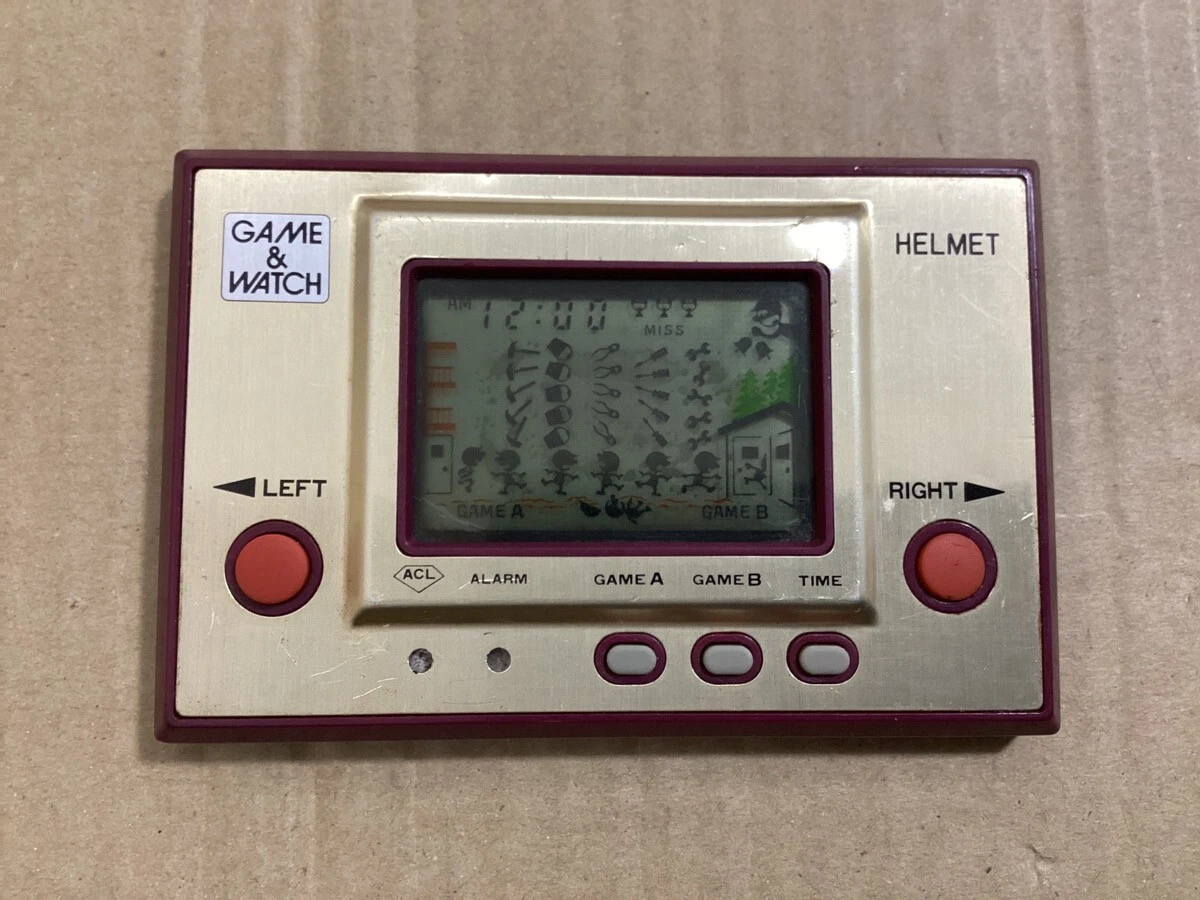 GAME
&
WATCH
HELMET
AM 12:00
MISS
GAME A GAME B
◀ LEFT
RIGHT ▶
ACL ALARM GAME A GAME B TIME